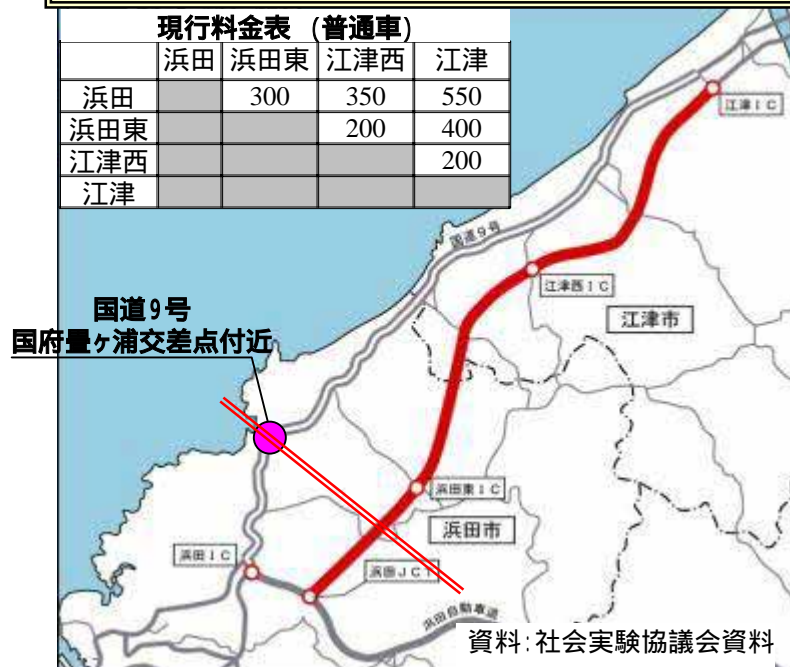 現行料金表 (普通車)
浜田 浜田東 江津西 江津
浜田 300 350 550
浜田東 200 400
江津西 200
江津
江津IC
国道9号
江津西IC
江津市
国道9号
国府畳ヶ浦交差点付近
浜田東IC
浜田市
浜田IC
浜田JCT
浜田自動車道
資料:社会実験協議会資料